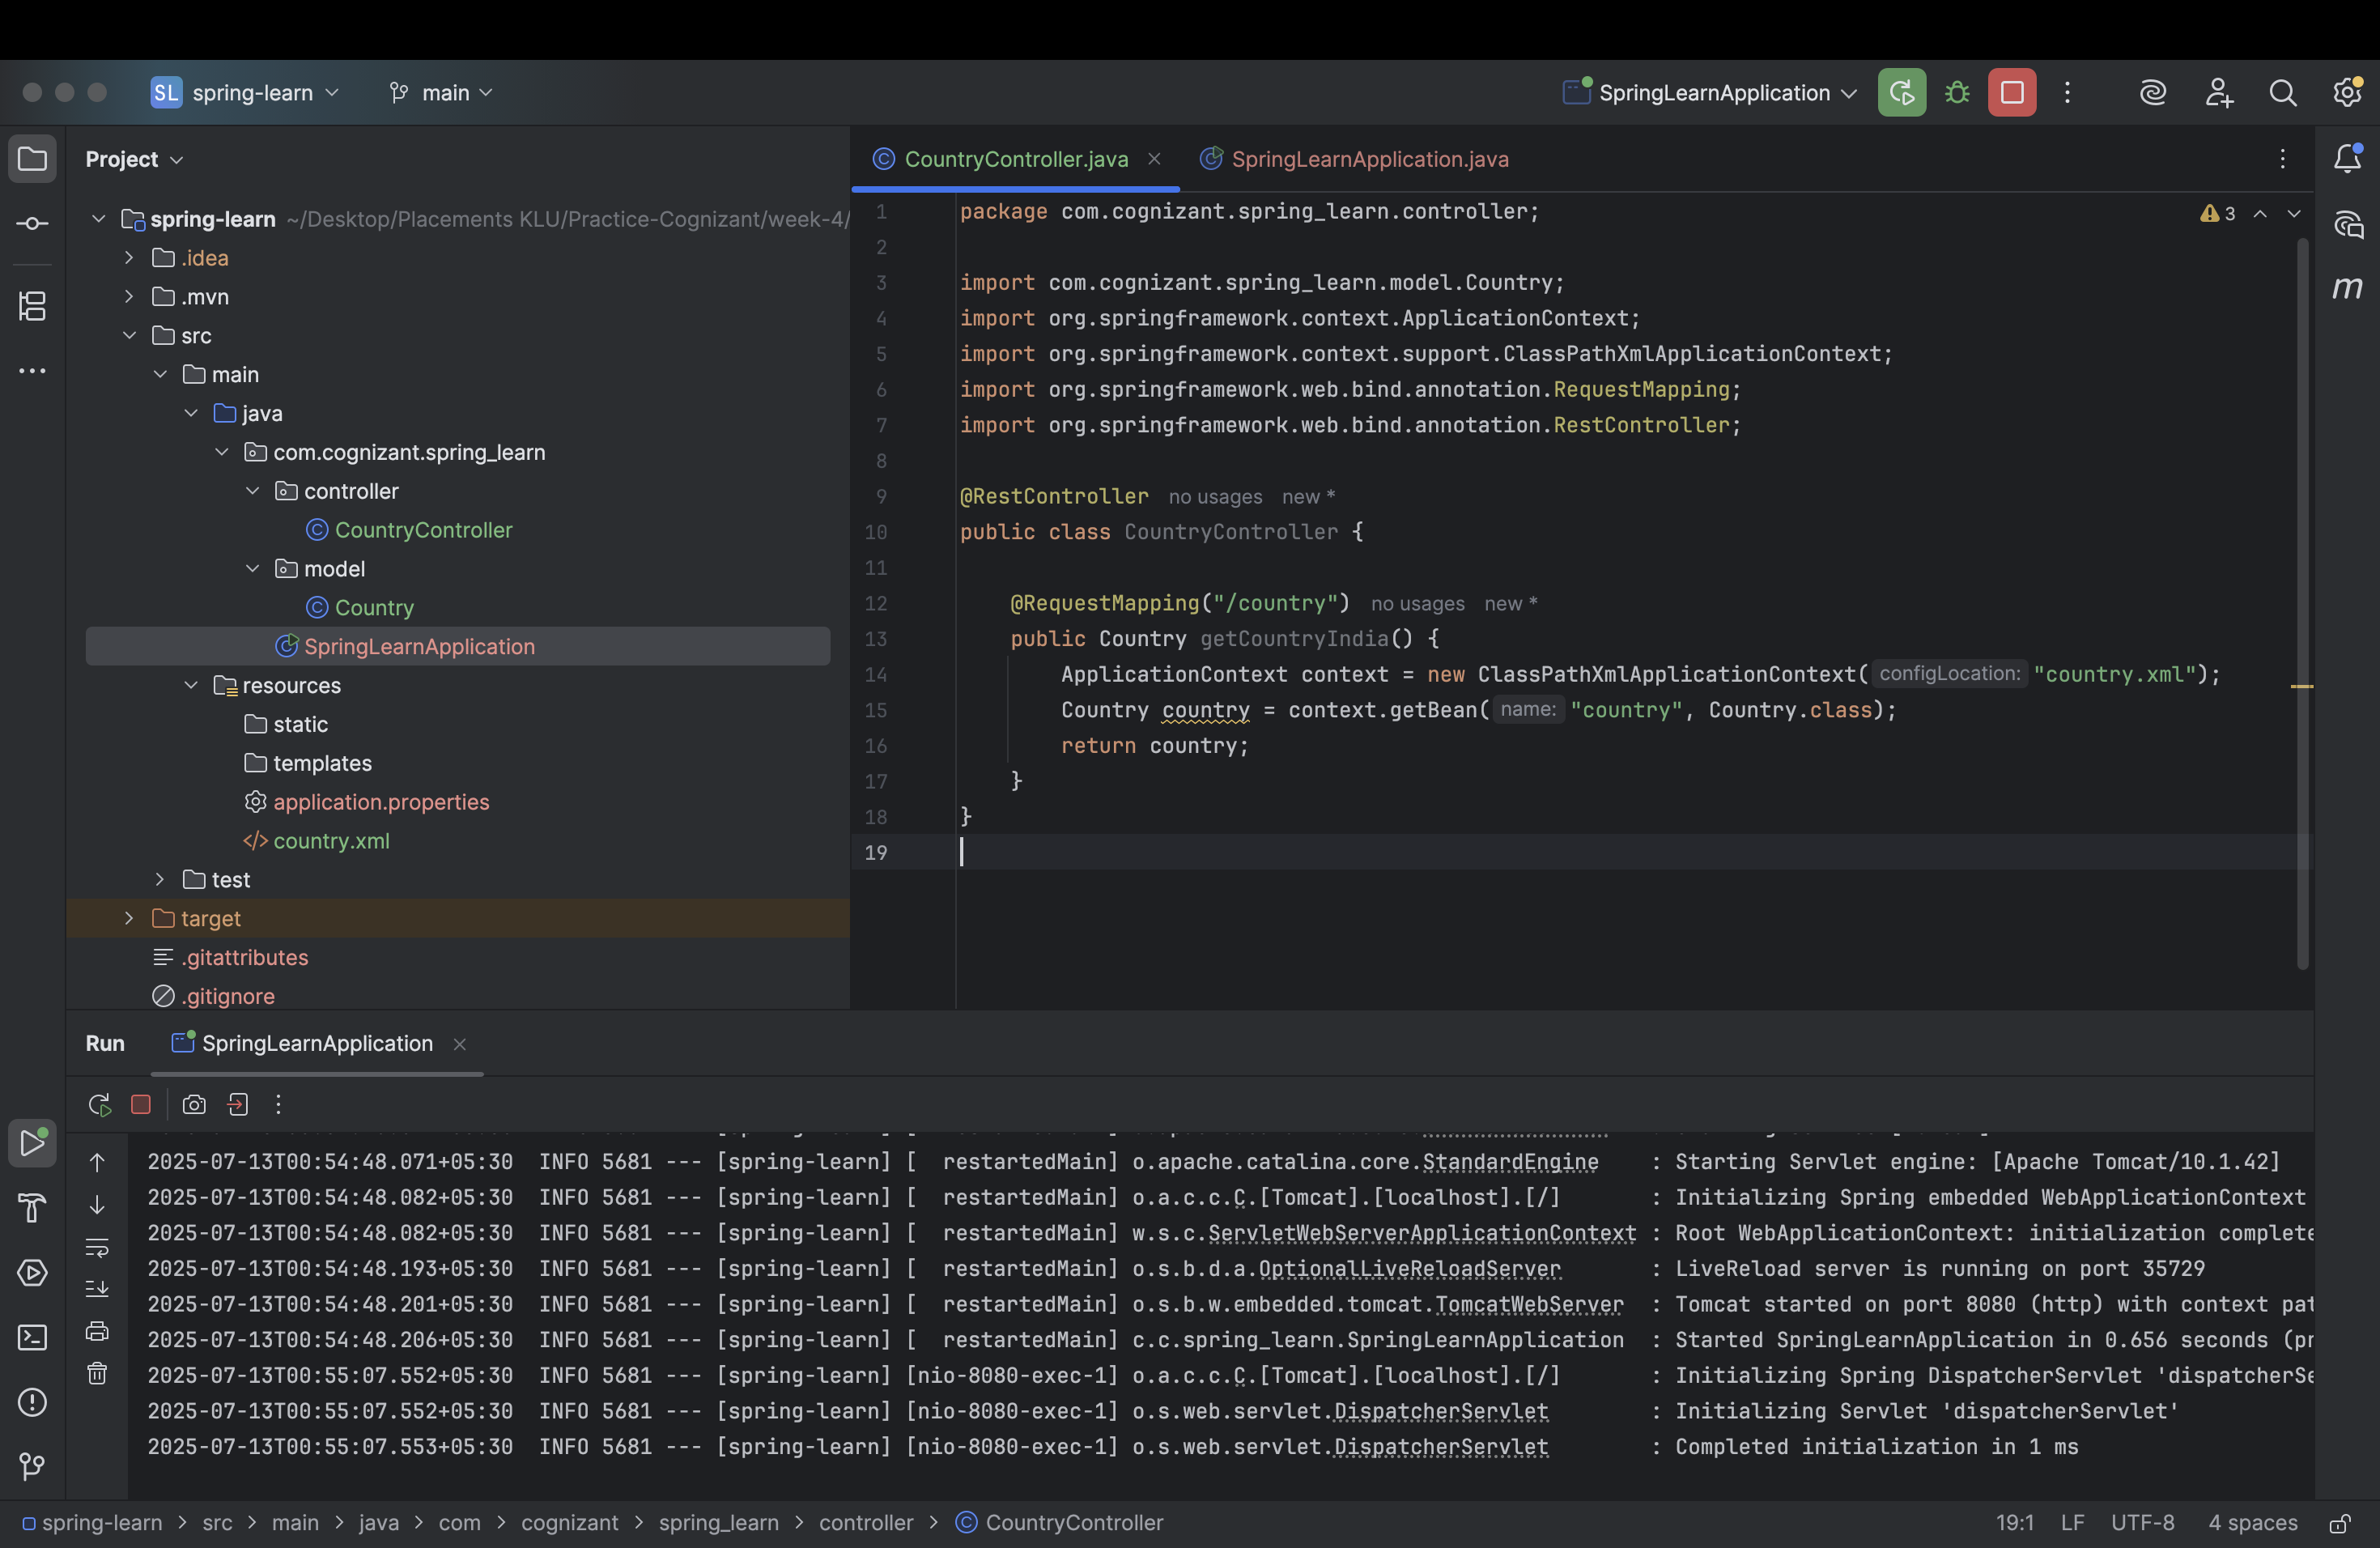 SL spring-learn main SpringLearnApplication
Project
CountryController.java SpringLearnApplication.java
spring-learn ~/Desktop/Placements KLU/Practice-Cognizant/week-4/
.idea
.mvn
src
main
java
com.cognizant.spring_learn
controller
CountryController
model
Country
SpringLearnApplication
resources
static
templates
application.properties
country.xml
test
target
.gitattributes
.gitignore
3
m
1 package com.cognizant.spring_learn.controller;
2
3 import com.cognizant.spring_learn.model.Country;
4 import org.springframework.context.ApplicationContext;
5 import org.springframework.context.support.ClassPathXmlApplicationContext;
6 import org.springframework.web.bind.annotation.RequestMapping;
7 import org.springframework.web.bind.annotation.RestController;
8
9 @RestController no usages new *
10 public class CountryController {
11
12 @RequestMapping("/country") no usages new *
13 public Country getCountryIndia() {
14 ApplicationContext context = new ClassPathXmlApplicationContext( configLocation: "country.xml");
15 Country country = context.getBean( name: "country", Country.class);
16 return country;
17 }
18 }
19
Run SpringLearnApplication
2025-07-13T00:54:48.071+05:30 INFO 5681 --- [spring-learn] [ restartedMain] o.apache.catalina.core.StandardEngine : Starting Servlet engine: [Apache Tomcat/10.1.42]
2025-07-13T00:54:48.082+05:30 INFO 5681 --- [spring-learn] [ restartedMain] o.a.c.c.C.[Tomcat].[localhost].[/] : Initializing Spring embedded WebApplicationContext
2025-07-13T00:54:48.082+05:30 INFO 5681 --- [spring-learn] [ restartedMain] w.s.c.ServletWebServerApplicationContext : Root WebApplicationContext: initialization complete
2025-07-13T00:54:48.193+05:30 INFO 5681 --- [spring-learn] [ restartedMain] o.s.b.d.a.OptionalLiveReloadServer : LiveReload server is running on port 35729
2025-07-13T00:54:48.201+05:30 INFO 5681 --- [spring-learn] [ restartedMain] o.s.b.w.embedded.tomcat.TomcatWebServer : Tomcat started on port 8080 (http) with context pat
2025-07-13T00:54:48.206+05:30 INFO 5681 --- [spring-learn] [ restartedMain] c.c.spring_learn.SpringLearnApplication : Started SpringLearnApplication in 0.656 seconds (pr
2025-07-13T00:55:07.552+05:30 INFO 5681 --- [spring-learn] [nio-8080-exec-1] o.a.c.c.C.[Tomcat].[localhost].[/] : Initializing Spring DispatcherServlet 'dispatcherSe
2025-07-13T00:55:07.552+05:30 INFO 5681 --- [spring-learn] [nio-8080-exec-1] o.s.web.servlet.DispatcherServlet : Initializing Servlet 'dispatcherServlet'
2025-07-13T00:55:07.553+05:30 INFO 5681 --- [spring-learn] [nio-8080-exec-1] o.s.web.servlet.DispatcherServlet : Completed initialization in 1 ms
spring-learn > src > main > java > com > cognizant > spring_learn > controller > CountryController 19:1 LF UTF-8 4 spaces